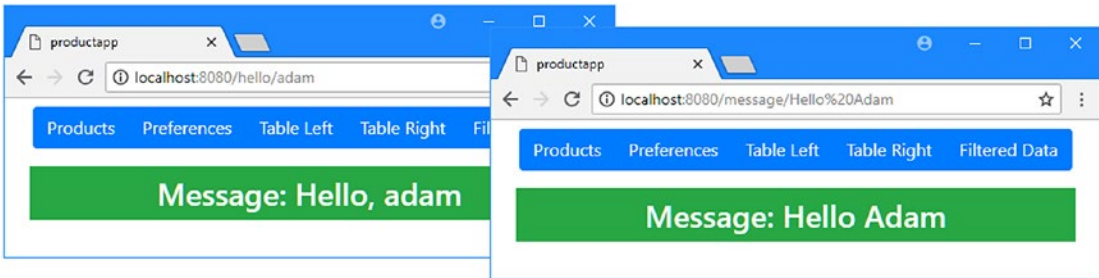 productapp
localhost:8080/hello/adam
Products Preferences Table Left Table Right Fil
Message: Hello, adam
productapp
localhost:8080/message/Hello%20Adam
Products Preferences Table Left Table Right Filtered Data
Message: Hello Adam